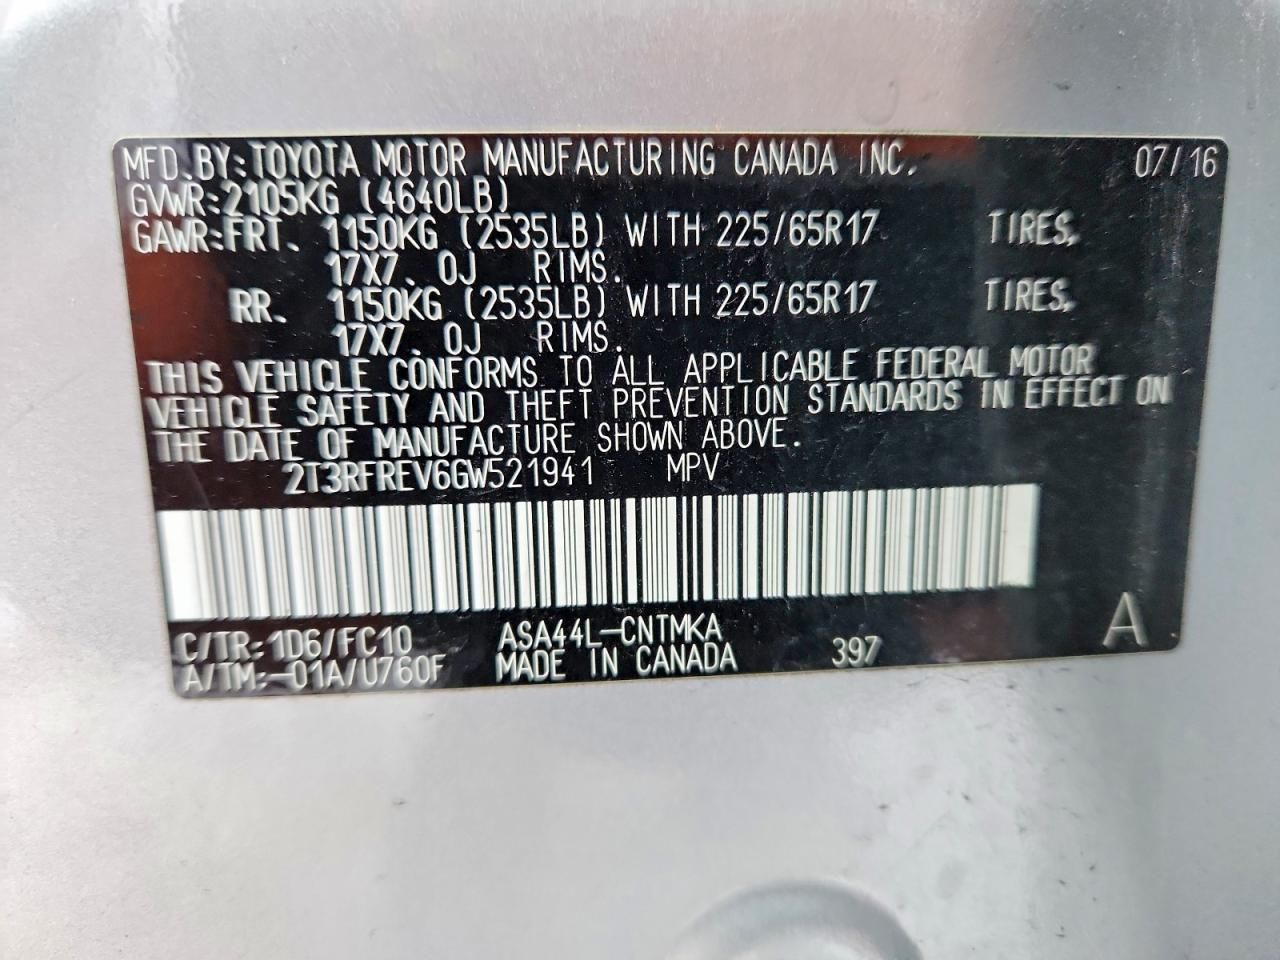 MFD.BY:TOYOTA MOTOR MANUFACTURING CANADA INC. 07/16
GVWR:2105KG (4640LB)
GAWR:FRT. 1150KG (2535LB) WITH 225/65R17 TIRES,
17X7.0J RIMS.
RR. 1150KG (2535LB) WITH 225/65R17 TIRES,
17X7.0J RIMS.
THIS VEHICLE CONFORMS TO ALL APPLICABLE FEDERAL MOTOR
VEHICLE SAFETY AND THEFT PREVENTION STANDARDS IN EFFECT ON
THE DATE OF MANUFACTURE SHOWN ABOVE.
2T3RFREV6GW521941 MPV
C/TR:1D6/FC10 ASA44L-CNTMKA
A/TM:-01A/U760F MADE IN CANADA 397 A